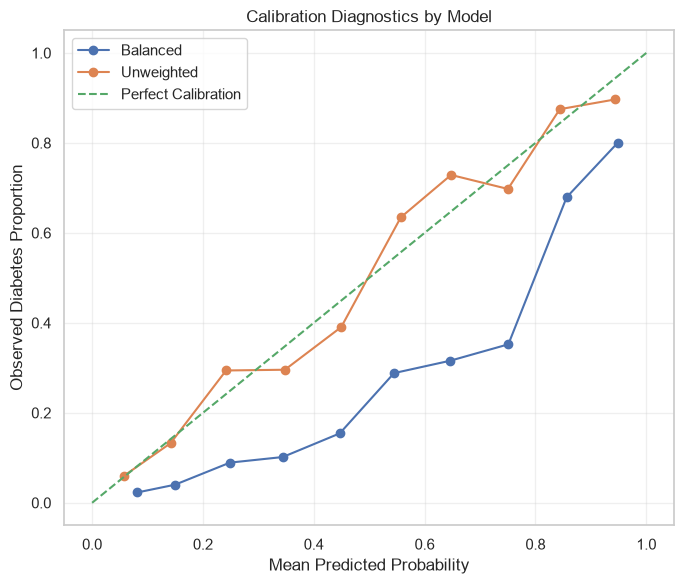 Calibration Diagnostics by Model
Balanced
Unweighted
Perfect Calibration
Observed Diabetes Proportion
1.0
0.8
0.6
0.4
0.2
0.0
0.0 0.2 0.4 0.6 0.8 1.0
Mean Predicted Probability